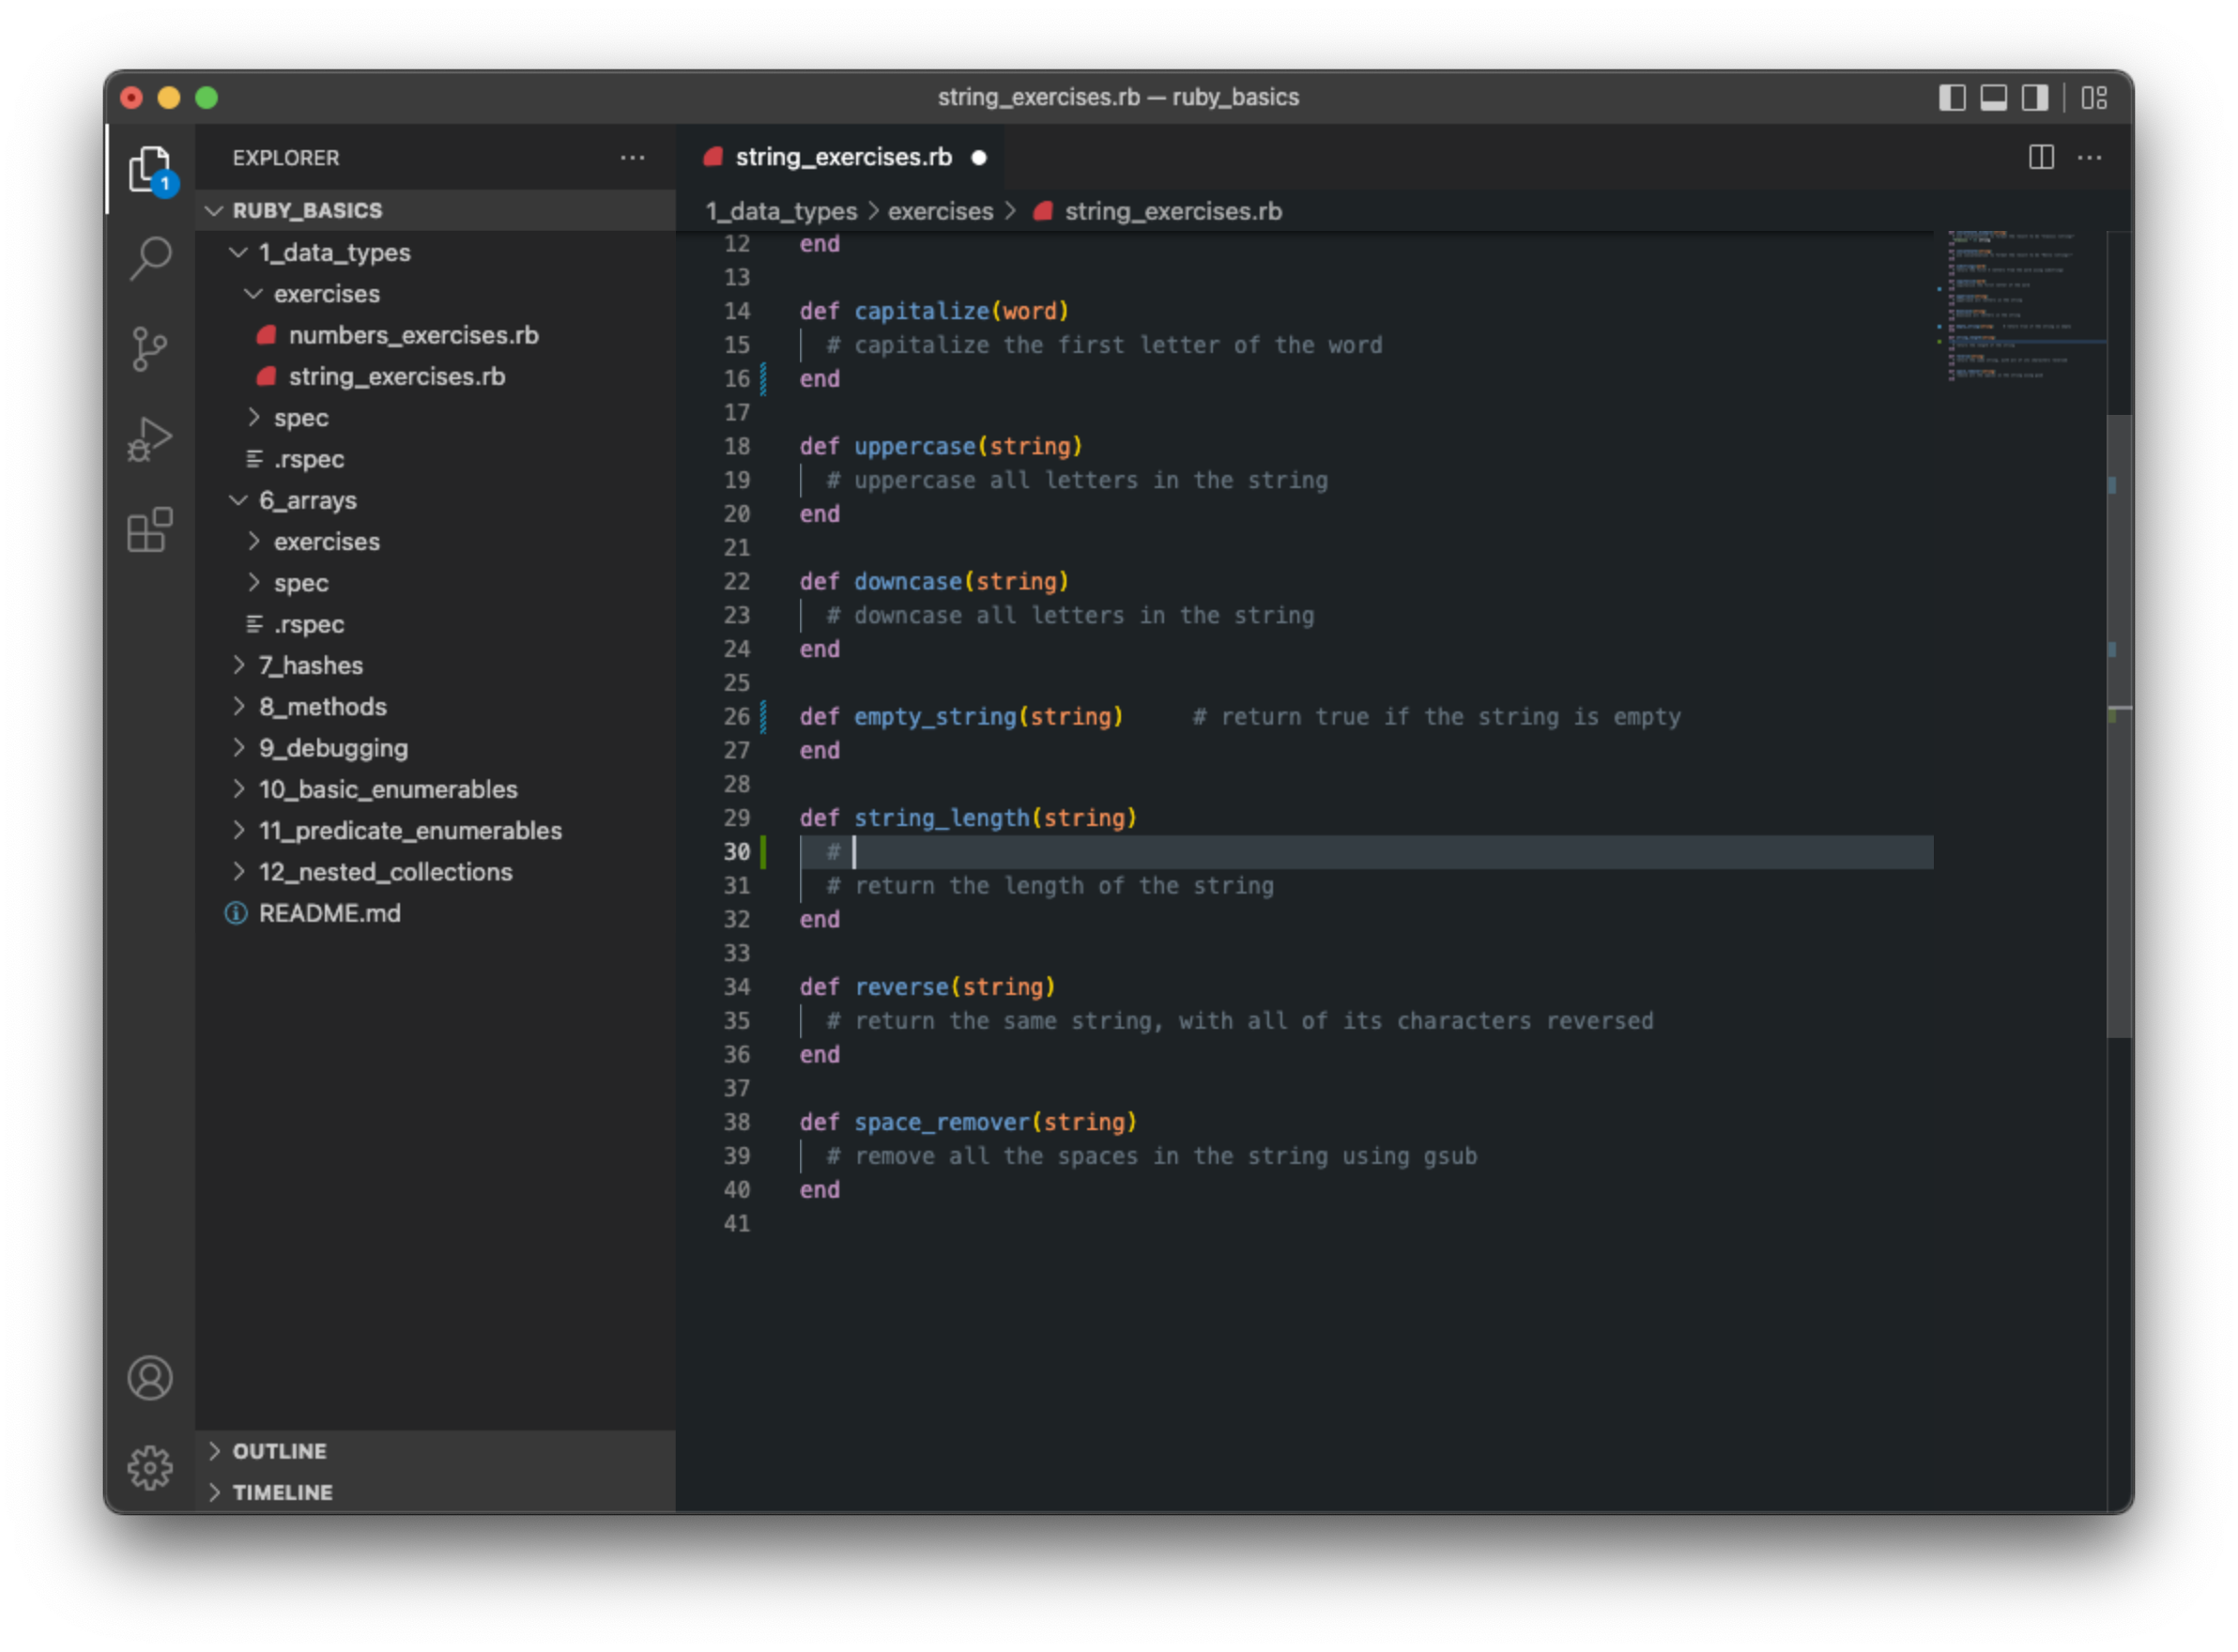 string_exercises.rb — ruby_basics
EXPLORER
1
RUBY_BASICS
1_data_types
exercises
numbers_exercises.rb
string_exercises.rb
spec
.rspec
6_arrays
exercises
spec
.rspec
7_hashes
8_methods
9_debugging
10_basic_enumerables
11_predicate_enumerables
12_nested_collections
README.md
OUTLINE
TIMELINE
string_exercises.rb
1_data_types > exercises > string_exercises.rb
12 end
13
14 def capitalize(word)
15 # capitalize the first letter of the word
16 end
17
18 def uppercase(string)
19 # uppercase all letters in the string
20 end
21
22 def downcase(string)
23 # downcase all letters in the string
24 end
25
26 def empty_string(string) # return true if the string is empty
27 end
28
29 def string_length(string)
30 #
31 # return the length of the string
32 end
33
34 def reverse(string)
35 # return the same string, with all of its characters reversed
36 end
37
38 def space_remover(string)
39 # remove all the spaces in the string using gsub
40 end
41